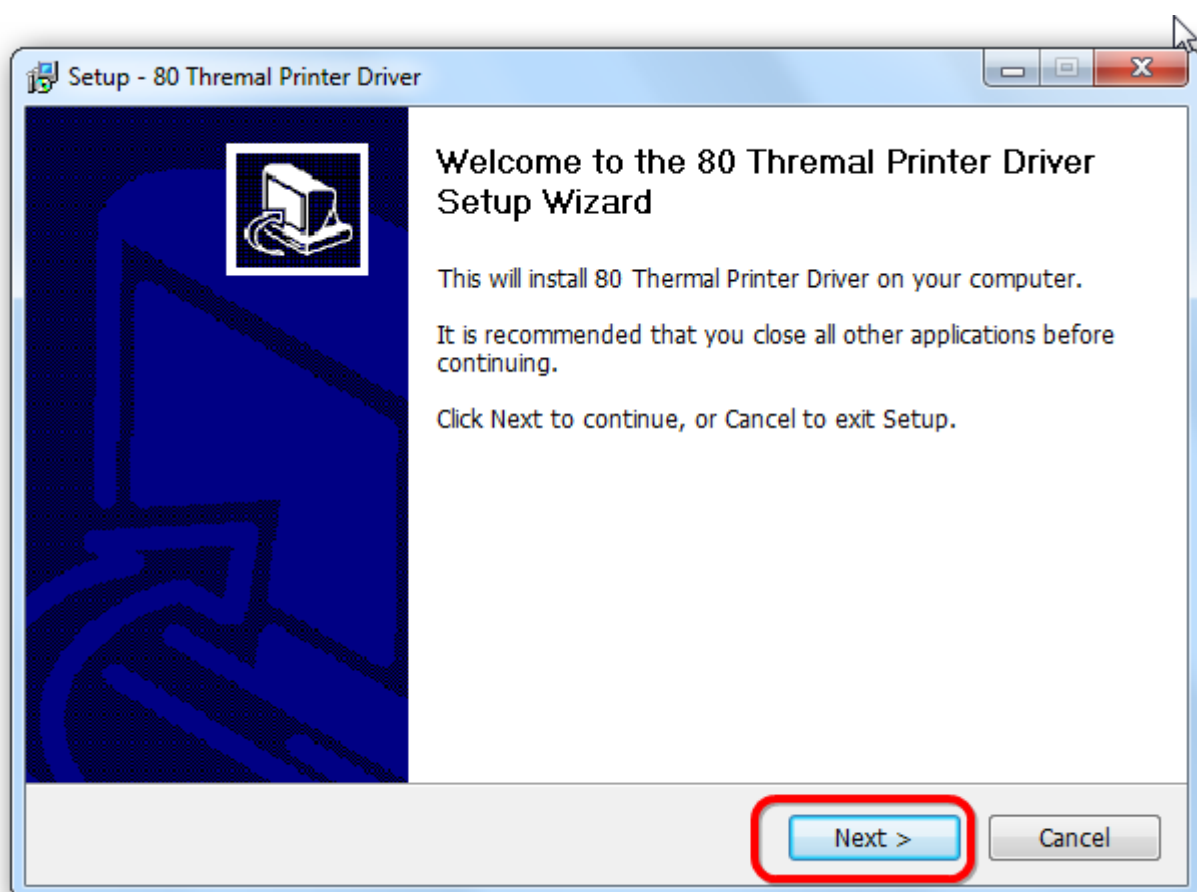 Setup - 80 Thremal Printer Driver
Welcome to the 80 Thremal Printer Driver
Setup Wizard
This will install 80 Thermal Printer Driver on your computer.
It is recommended that you close all other applications before
continuing.
Click Next to continue, or Cancel to exit Setup.
Next >
Cancel